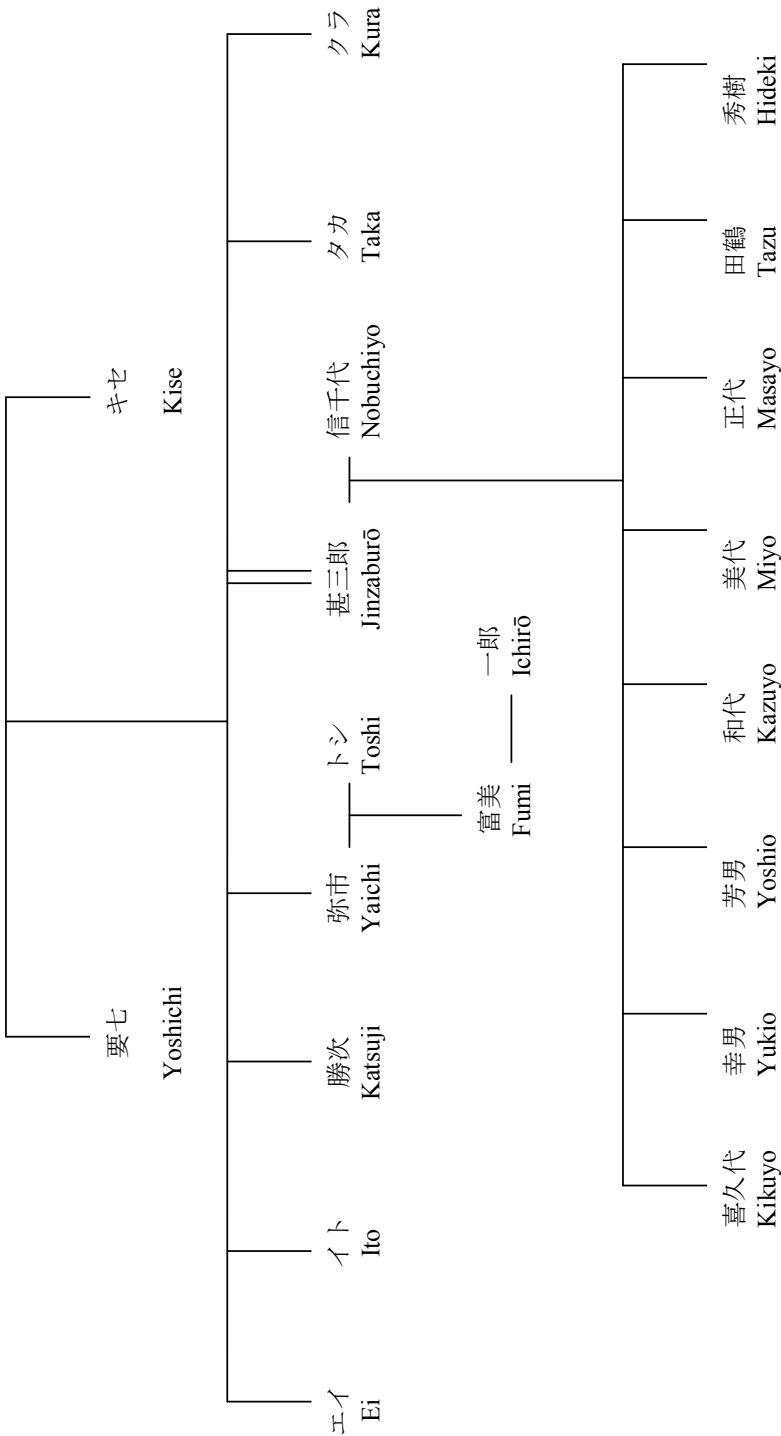 要七
Yoshichi
キセ
Kise
エイ
Ei
イト
Ito
勝次
Katsuji
弥市
Yaichi
トシ
Toshi
甚三郎
Jinzaburō
信千代
Nobuchiyo
タカ
Taka
クラ
Kura
富美
Fumi
一郎
Ichirō
喜久代
Kikuyo
幸男
Yukio
芳男
Yoshio
和代
Kazuyo
美代
Miyo
正代
Masayo
田鶴
Tazu
秀樹
Hideki